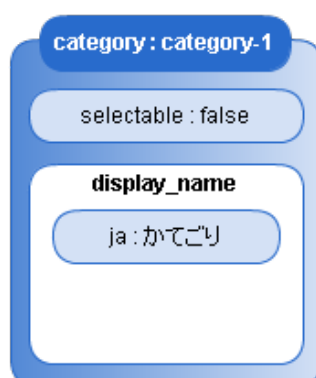 category : category-1
selectable : false
display_name
ja : かてごり